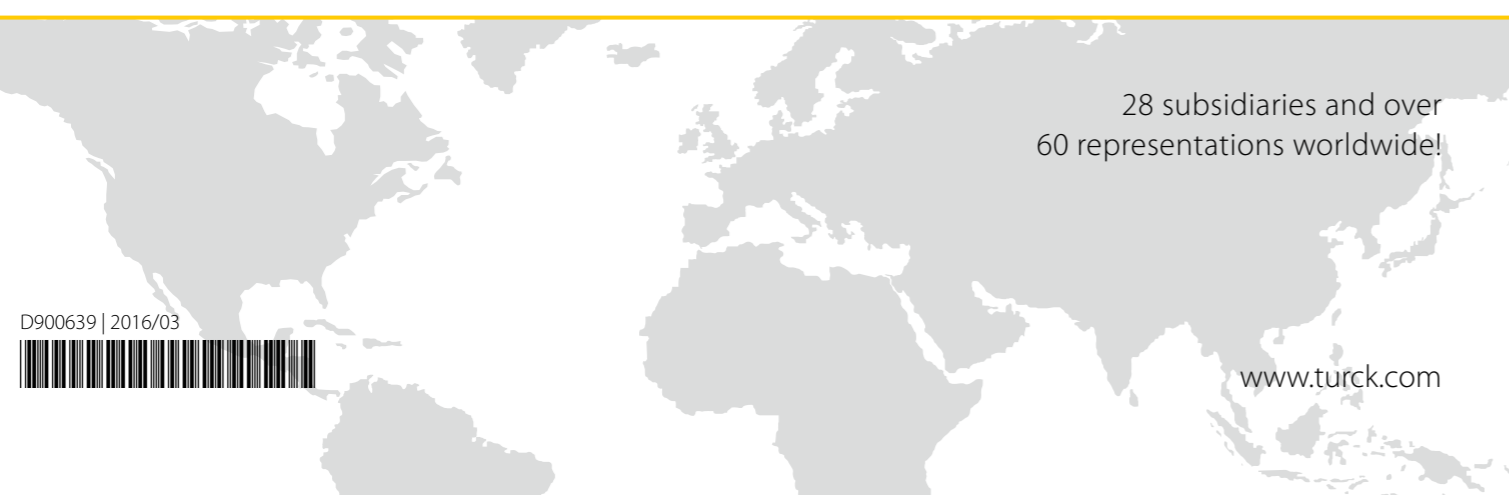 28 subsidiaries and over
60 representations worldwide!
D900639 | 2016/03
www.turck.com